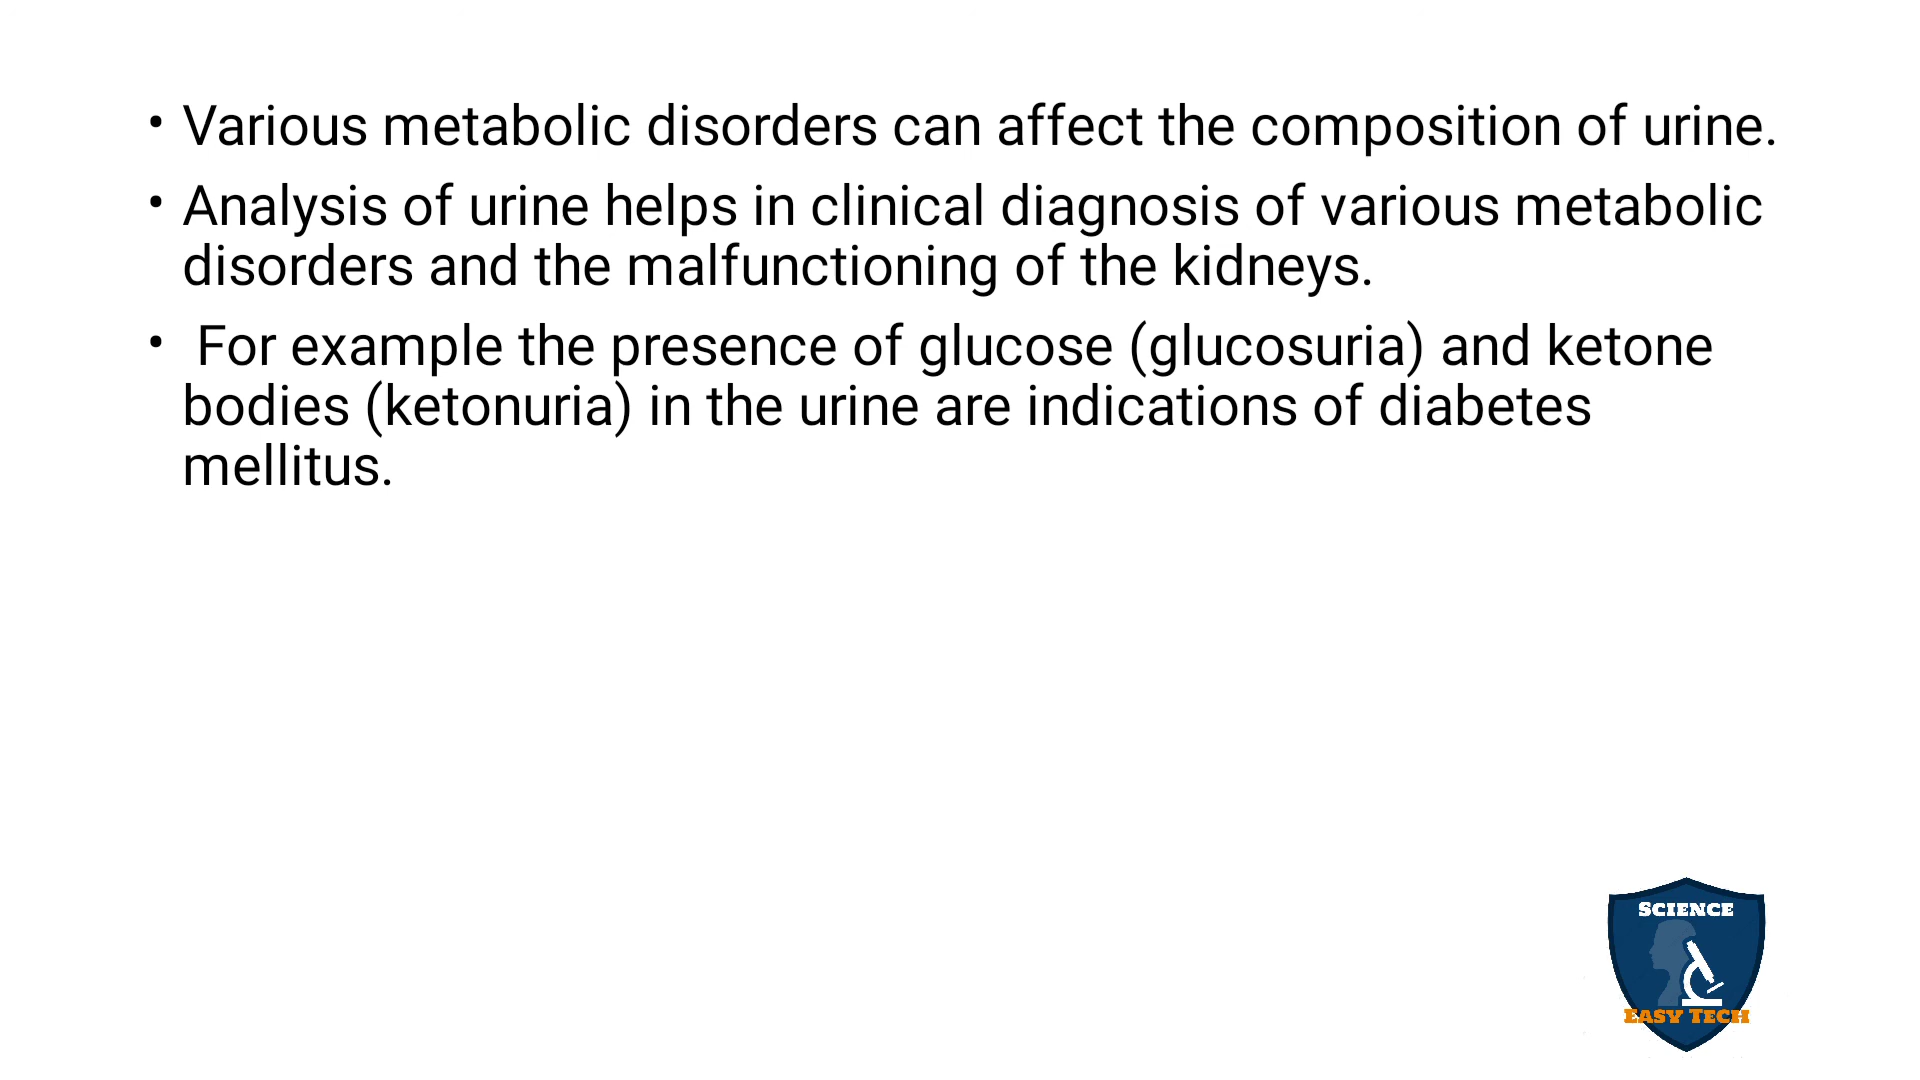 • Various metabolic disorders can affect the composition of urine.
• Analysis of urine helps in clinical diagnosis of various metabolic
disorders and the malfunctioning of the kidneys.
• For example the presence of glucose (glucosuria) and ketone
bodies (ketonuria) in the urine are indications of diabetes
mellitus.
SCIENCE
EASY TECH